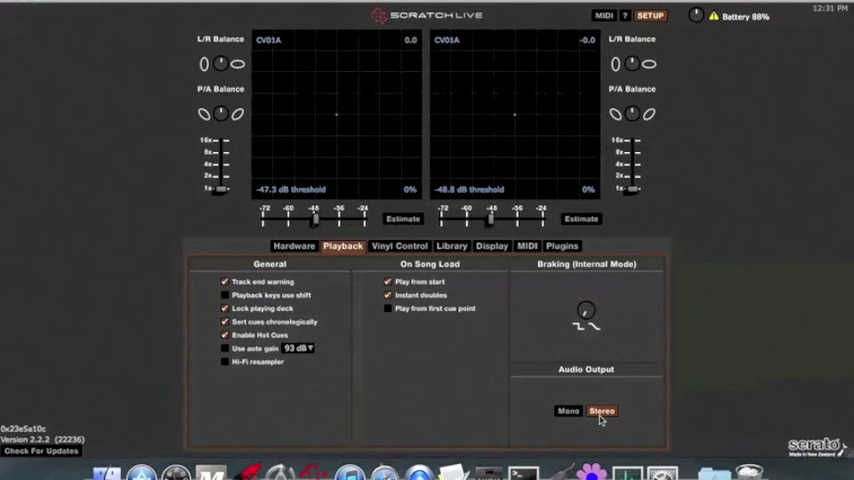 12:31 PM
SCRATCH LIVE
MIDI ? SETUP
Battery 88%
L/R Balance
P/A Balance
16x
8x
4x
2x
1x
CV01A 0.0
-47.3 dB threshold 0%
-72 -60 -48 -36 -24
Estimate
CV01A -0.0
-48.8 dB threshold 0%
-72 -60 -48 -36 -24
Estimate
L/R Balance
P/A Balance
16x
8x
4x
2x
1x
Hardware Playback Vinyl Control Library Display MIDI Plugins
General
Track end warning
Playback keys use shift
Lock playing deck
Sort cues chronologically
Enable Hot Cues
Use auto gain 93 dB
Hi-Fi resampler
On Song Load
Play from start
Instant doubles
Play from first cue point
Braking (Internal Mode)
Audio Output
Mono Stereo
0x23e5a10c
Version 2.2.2 (22236)
Check For Updates
serato
Made in New Zealand